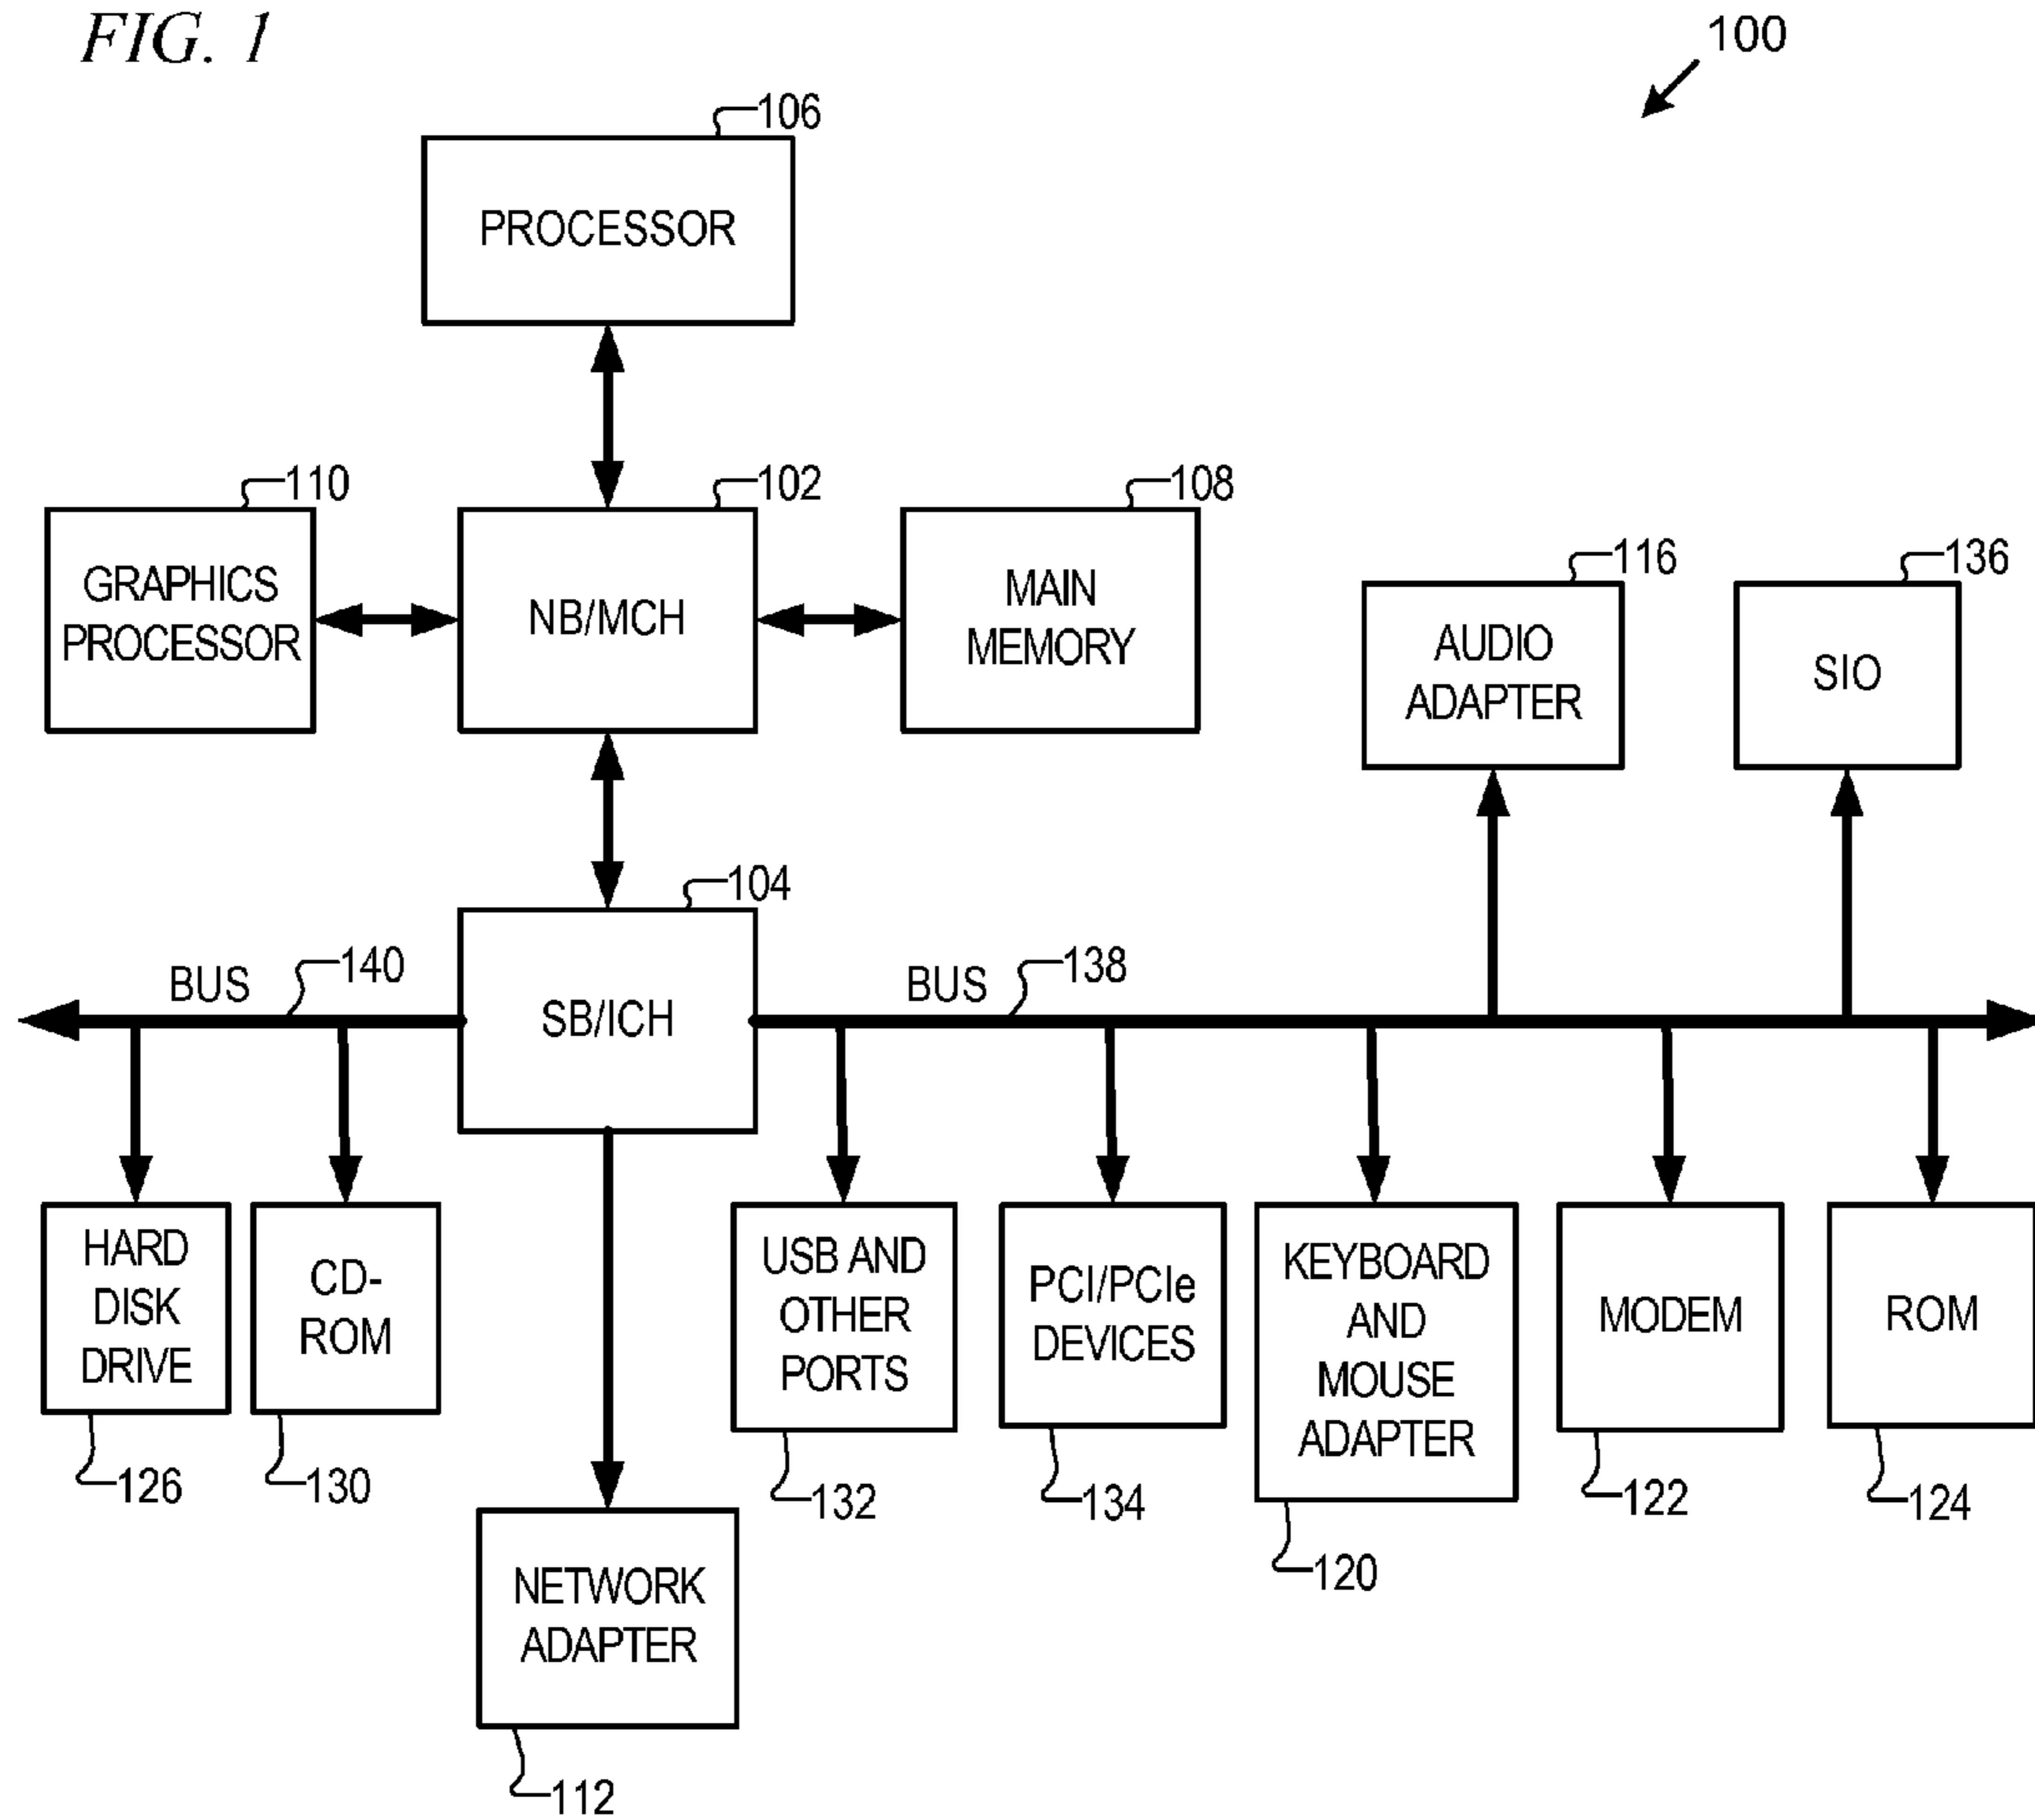 FIG. 1
100
106
PROCESSOR
110
102
108
GRAPHICS
PROCESSOR
NB/MCH
MAIN
MEMORY
116
136
AUDIO
ADAPTER
SIO
104
BUS
140
SB/ICH
BUS
138
HARD
DISK
DRIVE
CD-
ROM
USB AND
OTHER
PORTS
PCI/PCIe
DEVICES
KEYBOARD
AND
MOUSE
ADAPTER
MODEM
ROM
126
130
132
134
120
122
124
NETWORK
ADAPTER
112